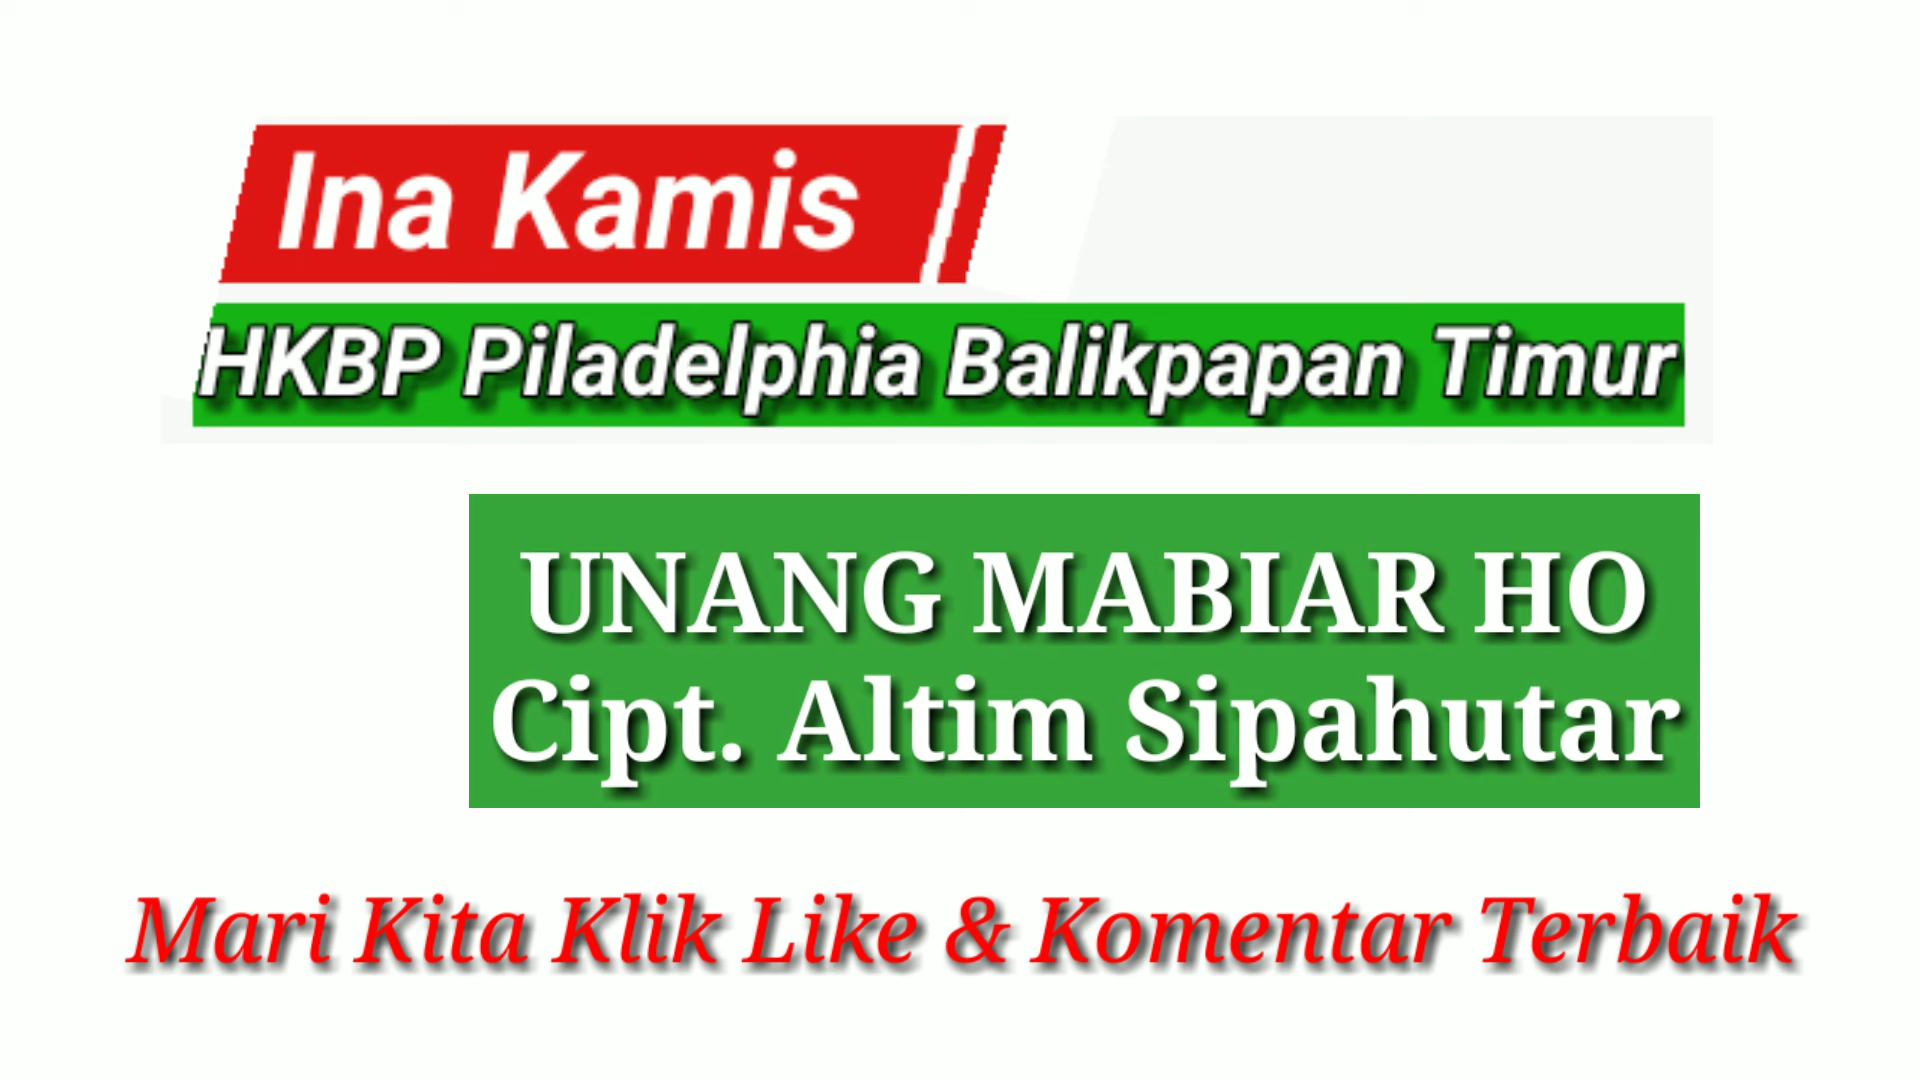 Ina Kamis
HKBP Piladelphia Balikpapan Timur
UNANG MABIAR HO
Cipt. Altim Sipahutar
Mari Kita Klik Like & Komentar Terbaik